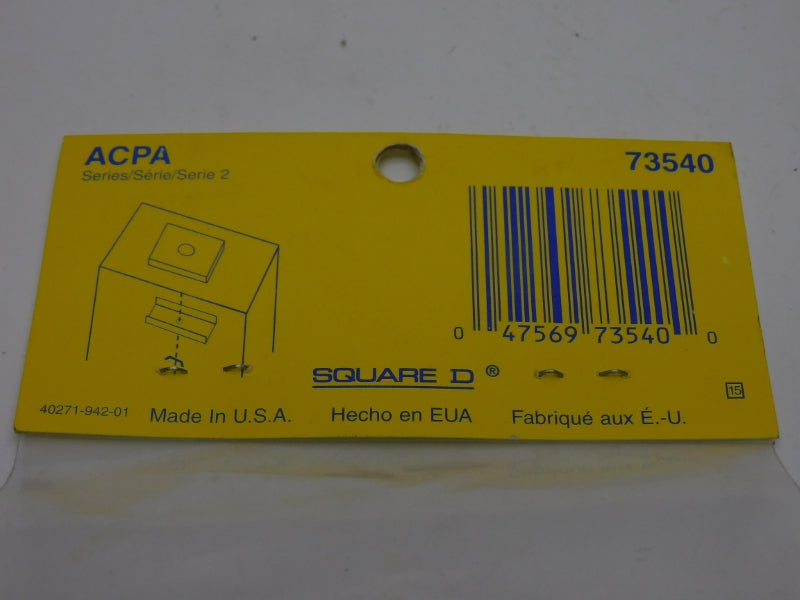 ACPA
Series/Série/Serie 2
73540
0 47569 73540 0
SQUARE D ®
15
40271-942-01
Made In U.S.A.
Hecho en EUA
Fabriqué aux É.-U.